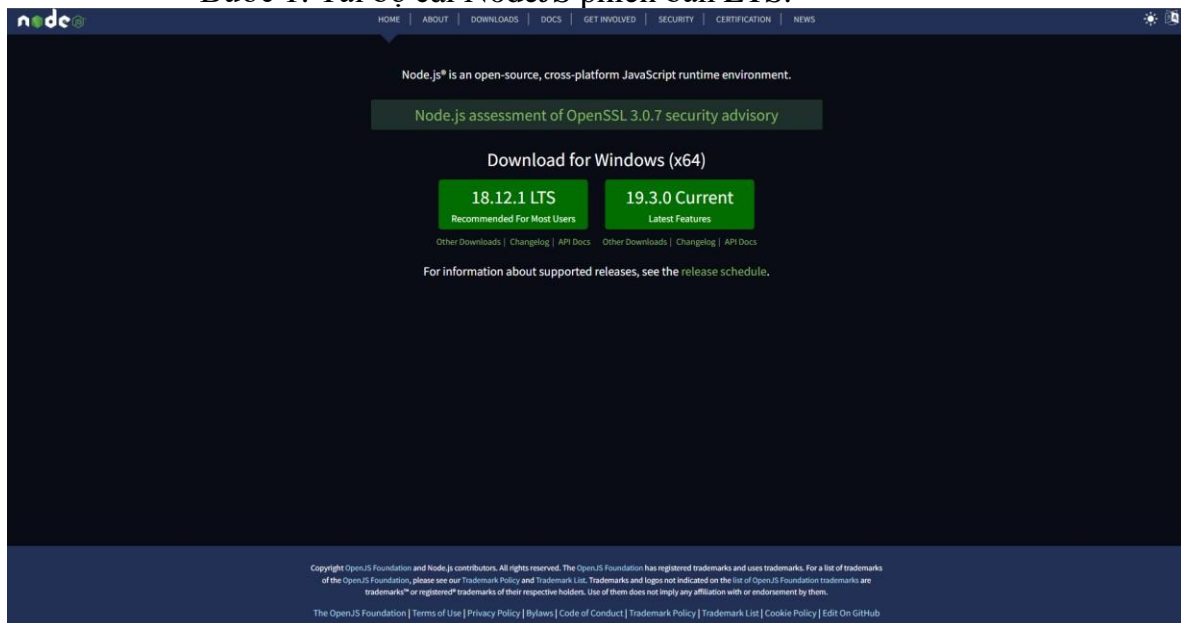 Bước 1: Tải bộ cài NodeJS phiên bản LTS.
node JS
HOME | ABOUT | DOWNLOADS | DOCS | GET INVOLVED | SECURITY | CERTIFICATION | NEWS
Node.js® is an open-source, cross-platform JavaScript runtime environment.
Node.js assessment of OpenSSL 3.0.7 security advisory
Download for Windows (x64)
18.12.1 LTS
Recommended For Most Users
19.3.0 Current
Latest Features
Other Downloads | Changelog | API Docs
Other Downloads | Changelog | API Docs
For information about supported releases, see the release schedule.
Copyright OpenJS Foundation and Node.js contributors. All rights reserved. The OpenJS Foundation has registered trademarks and uses trademarks. For a list of trademarks
of the OpenJS Foundation, please see our Trademark Policy and Trademark List. Trademarks and logos not indicated on the list of OpenJS Foundation trademarks are
trademarks™ or registered® trademarks of their respective holders. Use of them does not imply any affiliation with or endorsement by them.
The OpenJS Foundation | Terms of Use | Privacy Policy | Bylaws | Code of Conduct | Trademark Policy | Trademark List | Cookie Policy | Edit On GitHub